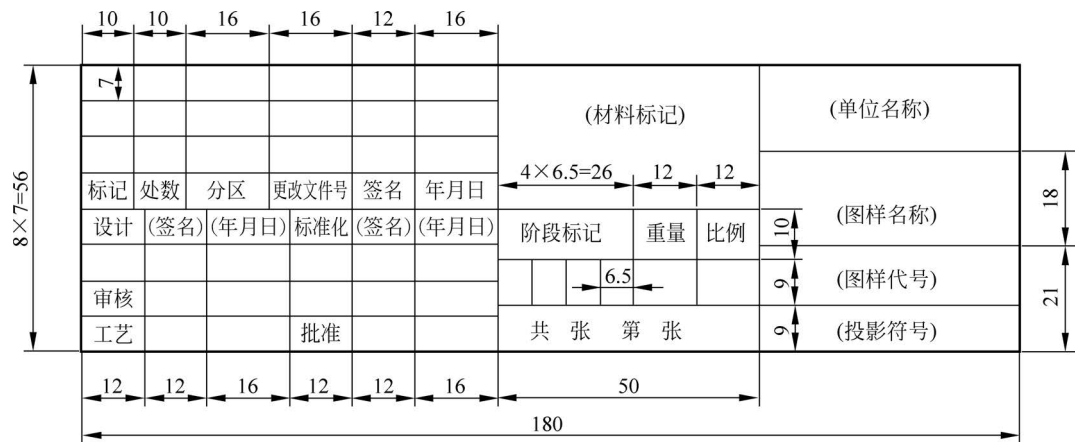 10 10 16 16 12 16
7
(材料标记) (单位名称)
4×6.5=26 12 12
标记 处数 分区 更改文件号 签名 年月日
8×7=56
18
设计 (签名) (年月日) 标准化 (签名) (年月日) 阶段标记 重量 比例 10 (图样名称)
6.5 9 (图样代号)
21
审核
工艺 批准 共 张 第 张 9 (投影符号)
12 12 16 12 12 16 50
180